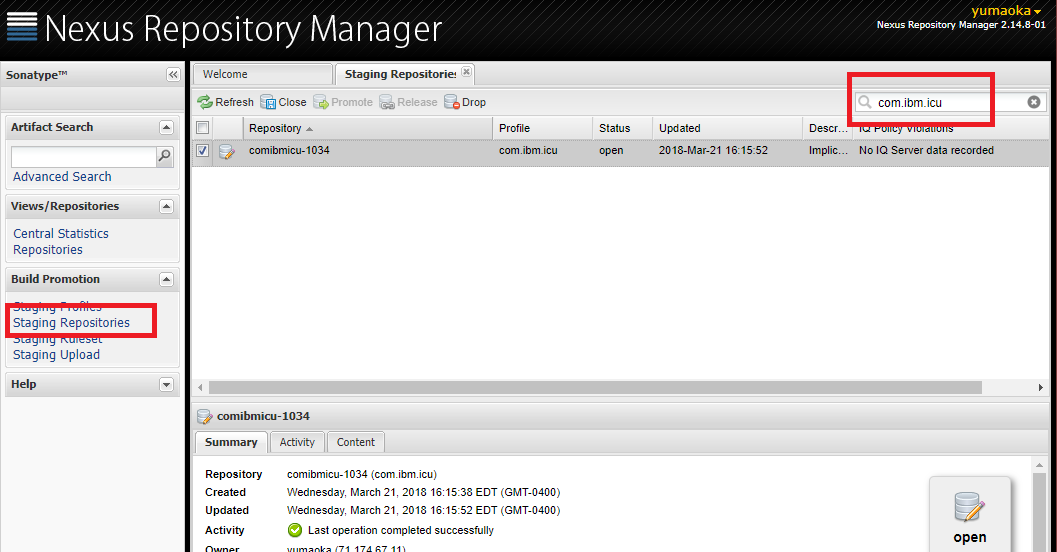 yumaoka
Nexus Repository Manager
Nexus Repository Manager 2.14.8-01
Sonatype™
Welcome
Staging Repositories
Refresh Close Promote Release Drop
com.ibm.icu
Artifact Search
Advanced Search
Views/Repositories
Central Statistics
Repositories
Build Promotion
Staging Profiles
Staging Repositories
Staging Ruleset
Staging Upload
Help
Repository Profile Status Updated Descr... IQ Policy Violations
comibmicu-1034 com.ibm.icu open 2018-Mar-21 16:15:52 Implic... No IQ Server data recorded
comibmicu-1034
Summary Activity Content
Repository comibmicu-1034 (com.ibm.icu)
Created Wednesday, March 21, 2018 16:15:38 EDT (GMT-0400)
Updated Wednesday, March 21, 2018 16:15:52 EDT (GMT-0400)
Activity Last operation completed successfully
Owner yumaoka (71.174.67.11)
open